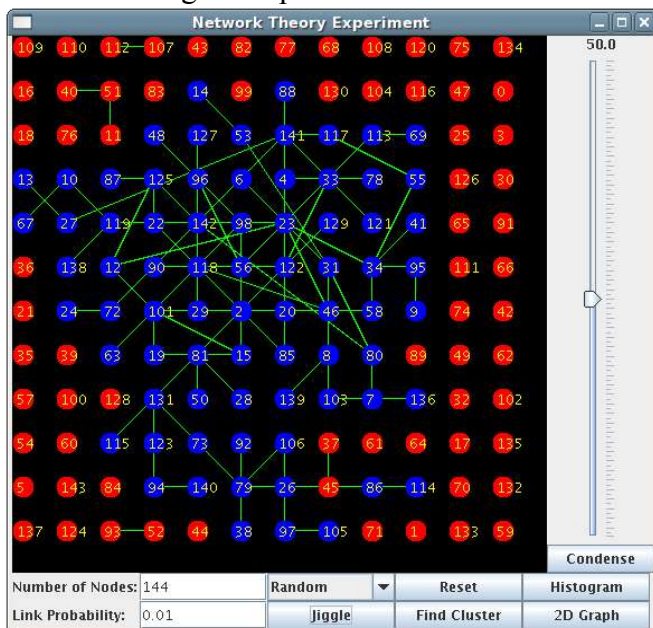 Network Theory Experiment
109 110 112 107 43 82 77 68 108 120 75 134
50.0
16 40 51 83 14 99 88 130 104 116 47 0
18 76 11 48 127 53 141 117 113 69 25 3
13 10 87 125 96 6 4 33 78 55 126 30
67 27 119 22 142 98 23 129 121 41 65 91
36 138 12 90 118 56 122 31 34 95 111 66
21 24 72 101 29 2 20 46 58 9 74 42
35 39 63 19 81 15 85 8 80 89 49 62
57 100 128 131 50 28 139 103 7 136 32 102
54 60 115 123 73 92 106 37 61 64 17 135
5 143 84 94 140 79 26 45 86 114 70 132
137 124 93 52 44 38 97 105 71 1 133 59
Condense
Number of Nodes: 144 Random Reset Histogram
Link Probability: 0.01 Jiggle Find Cluster 2D Graph